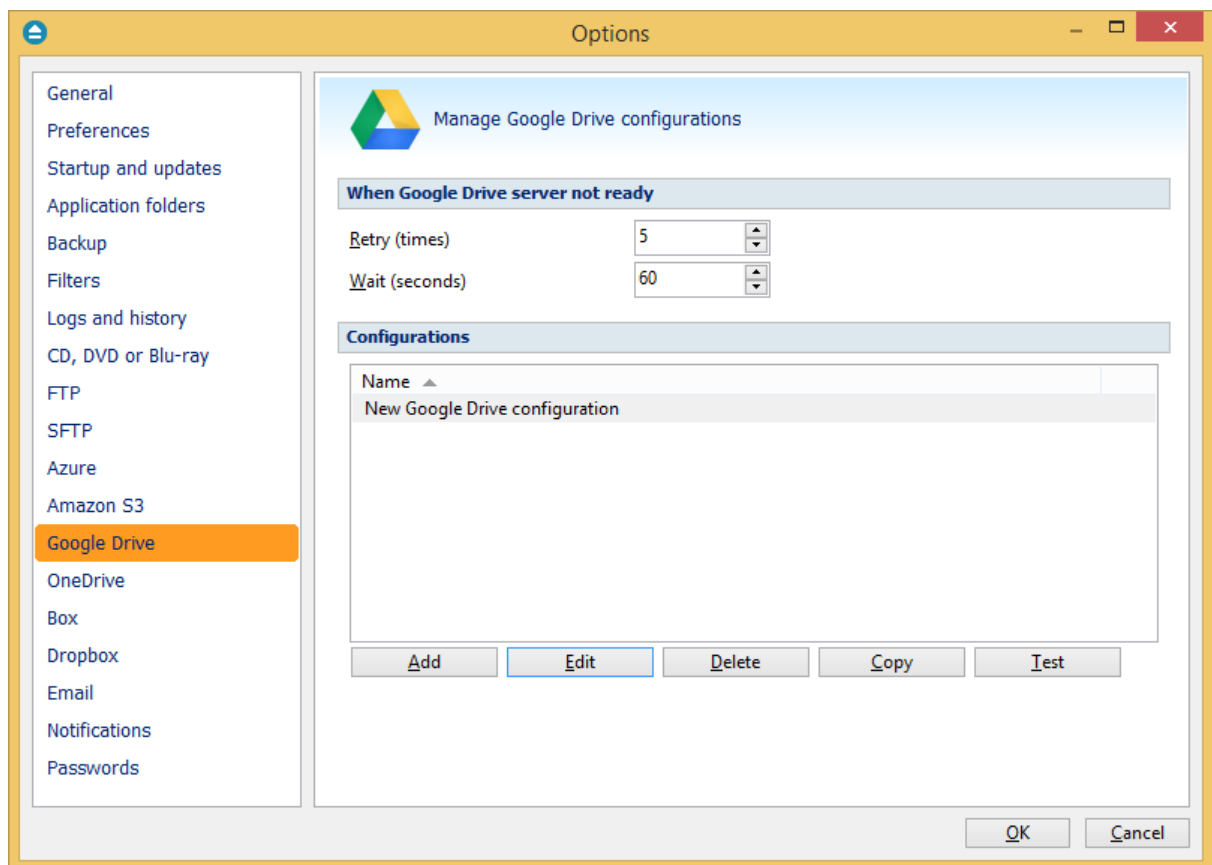 Options
General
Preferences
Startup and updates
Application folders
Backup
Filters
Logs and history
CD, DVD or Blu-ray
FTP
SFTP
Azure
Amazon S3
Google Drive
OneDrive
Box
Dropbox
Email
Notifications
Passwords
Manage Google Drive configurations
When Google Drive server not ready
Retry (times) 5
Wait (seconds) 60
Configurations
Name
New Google Drive configuration
Add Edit Delete Copy Test
OK Cancel